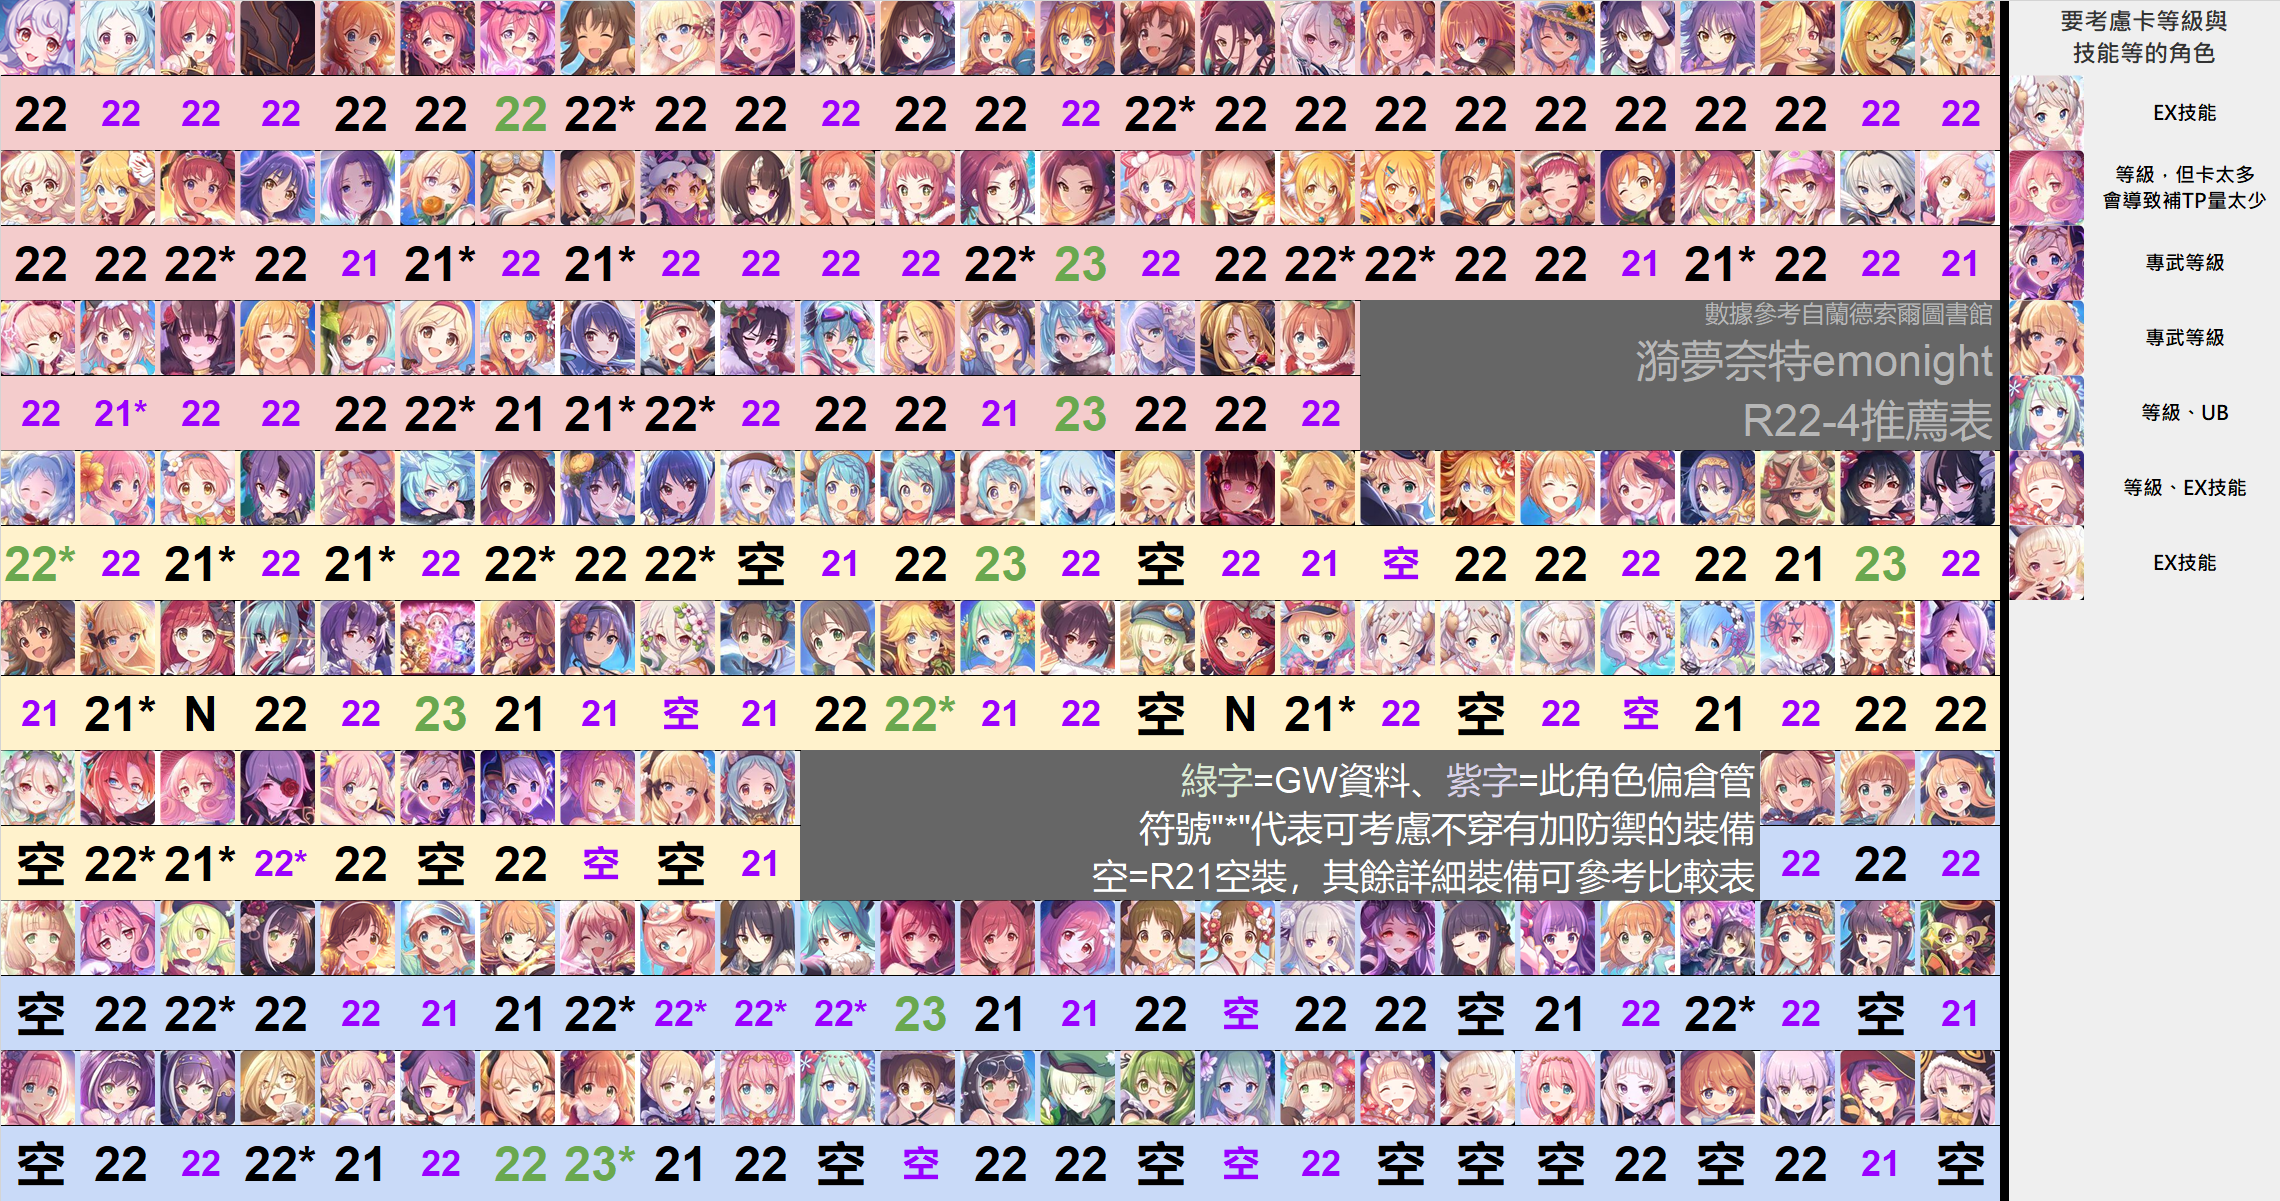 要考慮卡等級與
技能等的角色
22 22 22 22 22 22 22 22* 22 22 22 22 22 22 22* 22 22 22 22 22 22 22 22 22 22
EX技能
等級，但卡太多
會導致補TP量太少
22 22 22* 22 21 21* 22 21* 22 22 22 22 22* 23 22 22 22* 22* 22 22 21 21* 22 22 21
專武等級
數據參考自蘭德索爾圖書館
漪夢奈特emonight
R22-4推薦表
專武等級
22 21* 22 22 22 22* 21 21* 22* 22 22 22 21 23 22 22 22
等級、UB
等級、EX技能
22* 22 21* 22 21* 22 22* 22 22* 空 21 22 23 22 空 22 21 空 22 22 22 22 21 23 22
EX技能
21 21* N 22 22 23 21 21 空 21 22 22* 21 22 空 N 21* 22 空 22 空 21 22 22 22
綠字=GW資料、紫字=此角色偏倉管
符號"*"代表可考慮不穿有加防禦的裝備
空=R21空裝，其餘詳細裝備可參考比較表
空 22* 21* 22* 22 空 22 空 空 21 22 22 22
空 22 22* 22 22 21 21 22* 22* 22* 22* 23 21 21 22 空 22 22 空 21 22 22* 22 空 21
空 22 22 22* 21 22 22 23* 21 22 空 空 22 22 空 空 22 空 空 空 22 空 22 21 空